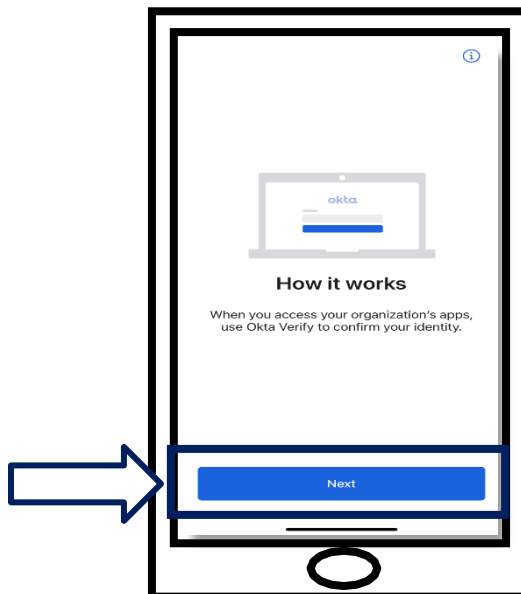 okta
How it works
When you access your organization's apps,
use Okta Verify to confirm your identity.
Next